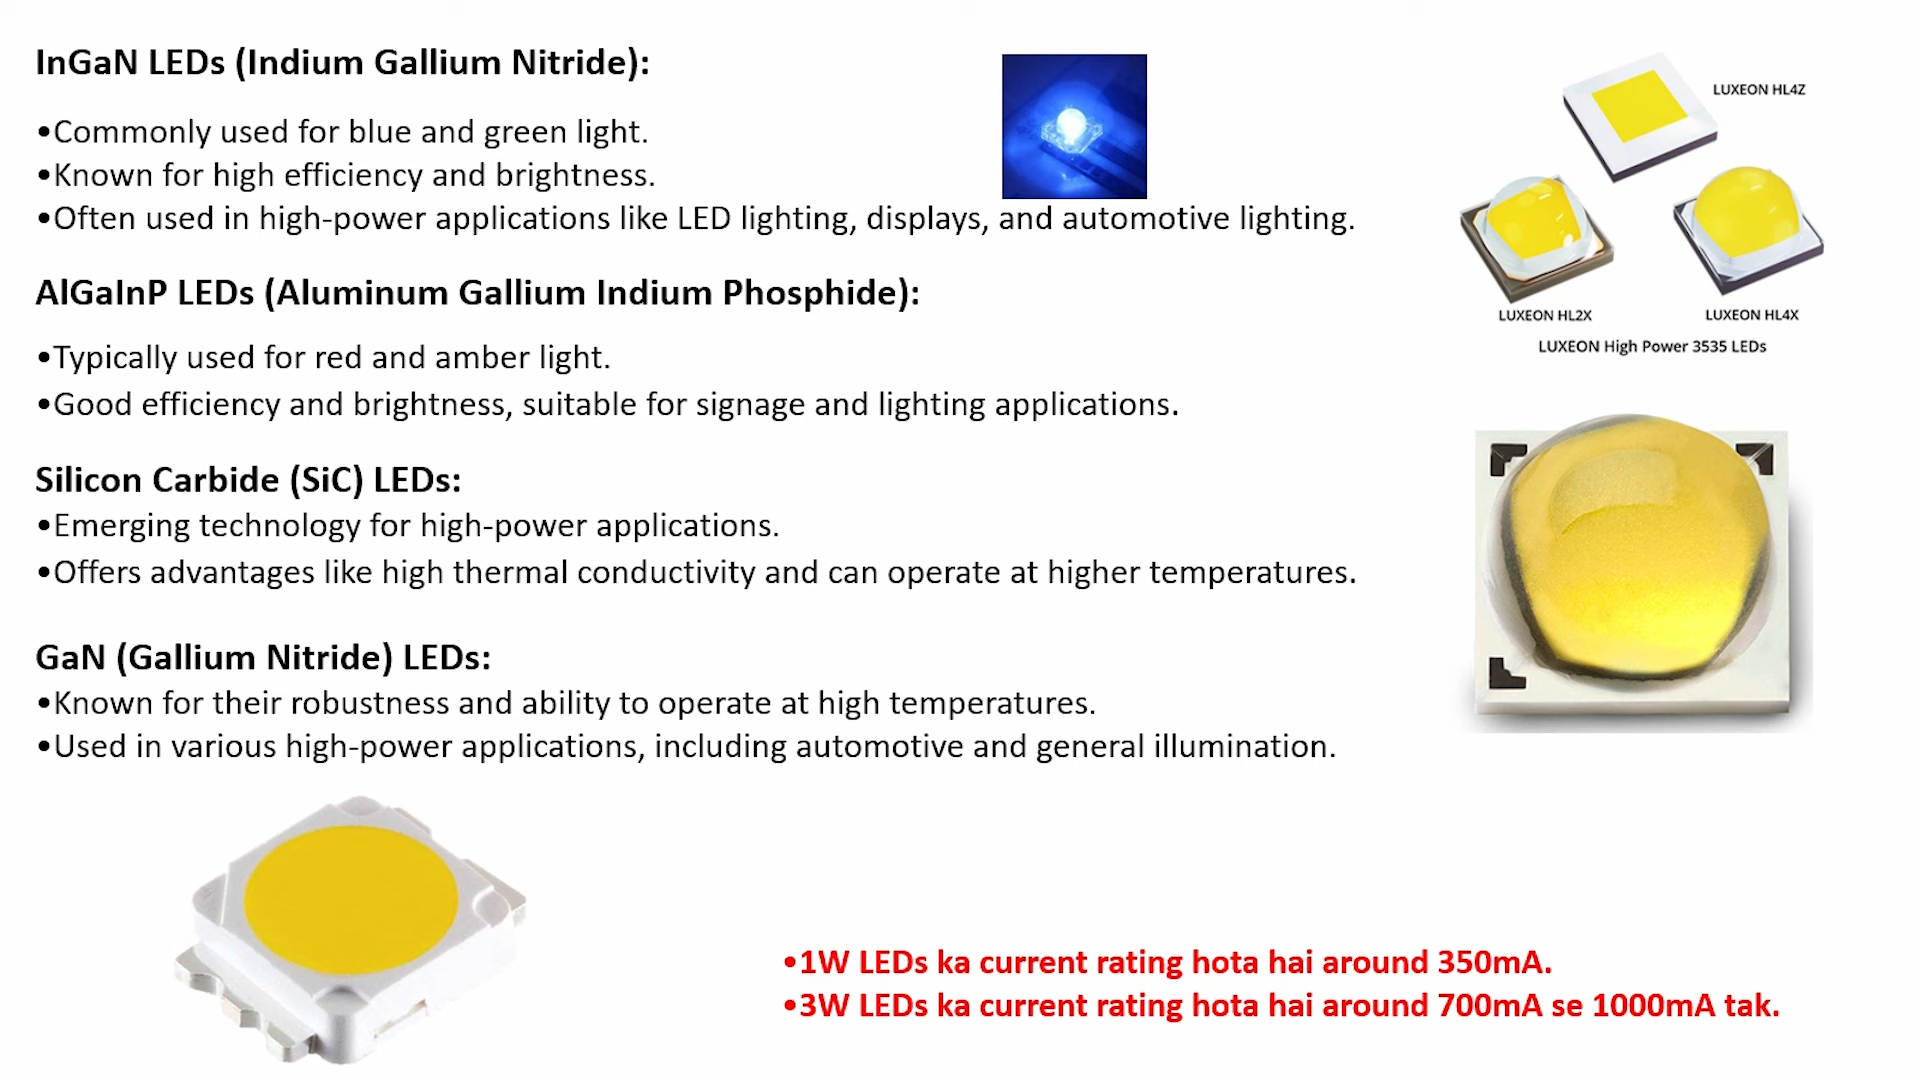 InGaN LEDs (Indium Gallium Nitride):
•Commonly used for blue and green light.
•Known for high efficiency and brightness.
•Often used in high-power applications like LED lighting, displays, and automotive lighting.
AlGaInP LEDs (Aluminum Gallium Indium Phosphide):
•Typically used for red and amber light.
•Good efficiency and brightness, suitable for signage and lighting applications.
Silicon Carbide (SiC) LEDs:
•Emerging technology for high-power applications.
•Offers advantages like high thermal conductivity and can operate at higher temperatures.
GaN (Gallium Nitride) LEDs:
•Known for their robustness and ability to operate at high temperatures.
•Used in various high-power applications, including automotive and general illumination.
LUXEON HL4Z
LUXEON HL2X
LUXEON HL4X
LUXEON High Power 3535 LEDs
•1W LEDs ka current rating hota hai around 350mA.
•3W LEDs ka current rating hota hai around 700mA se 1000mA tak.